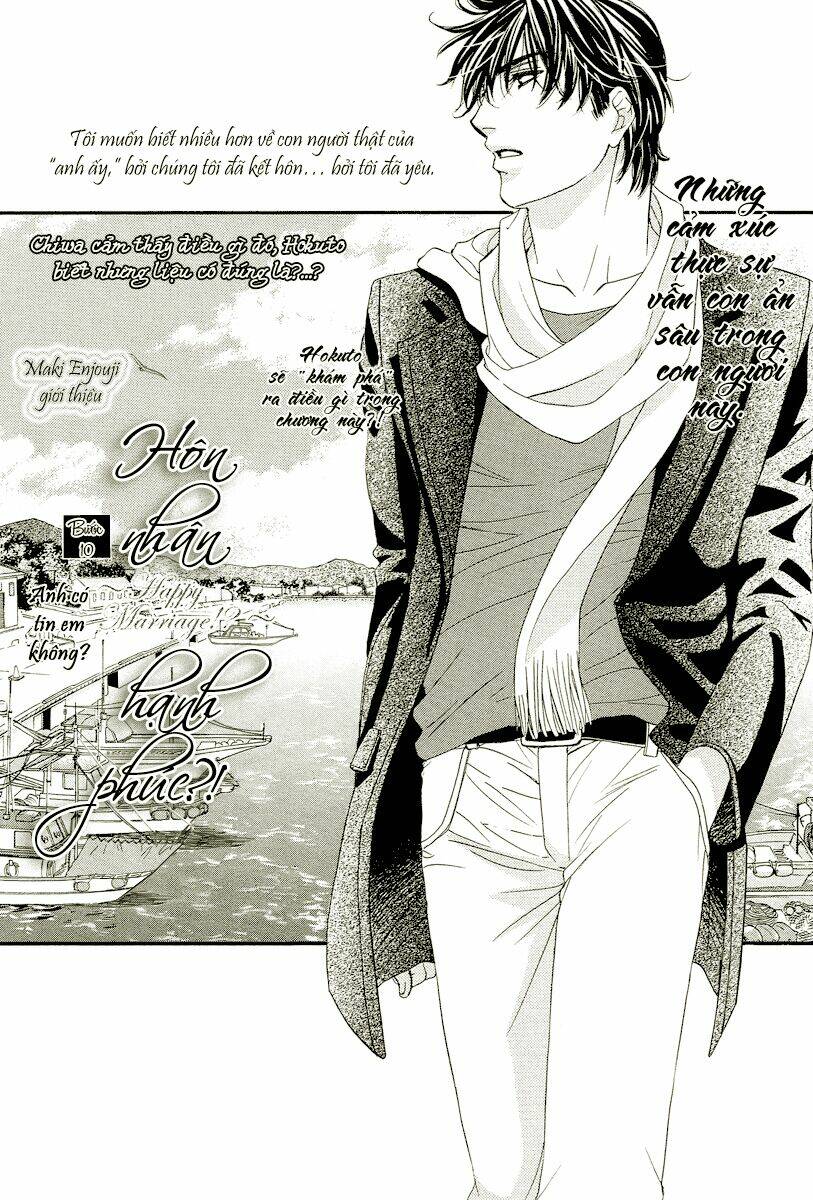 Tôi muốn biết nhiều hơn về con người thật của
"anh ấy," bởi chúng tôi đã kết hôn... bởi tôi đã yêu.
Những
cảm xúc
thực sự
vẫn còn ẩn
sâu trong
con người
này.
Chiwa cảm thấy điều gì đó, Hokuto
biết nhưng liệu có đúng là?...?
Hokuto
sẽ "khám phá"
ra điều gì trong
chương này?!
Maki Enjouji
giới thiệu
Hôn
nhân
Happy
Marriage!?
hạnh
phúc?!
Bước
10
Anh có
tin em
không?